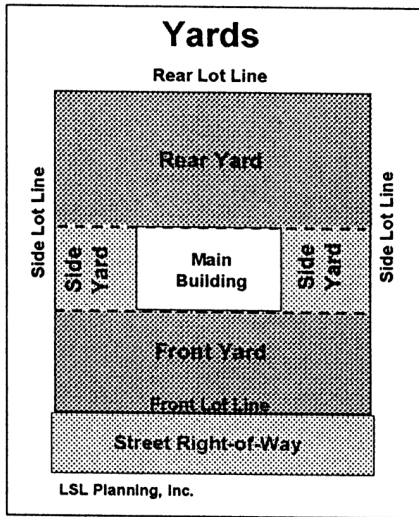 Yards
Rear Lot Line
Rear Yard
Side Lot Line
Side
Yard
Main
Building
Side
Yard
Side Lot Line
Front Yard
Front Lot Line
Street Right-of-Way
LSL Planning, Inc.